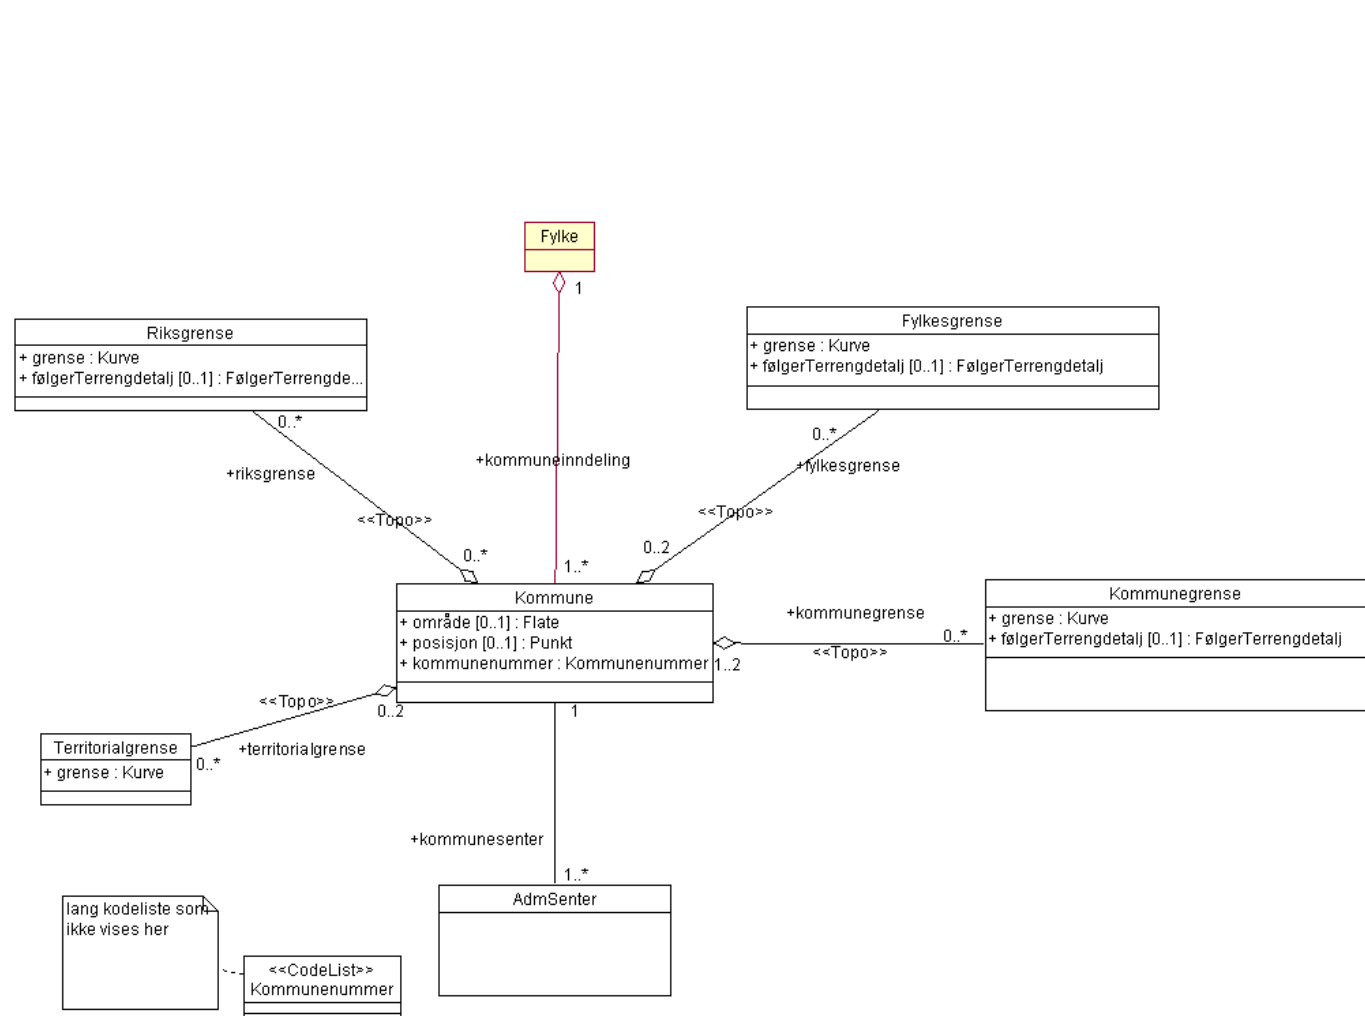 Fylke
1
Riksgrense
+ grense : Kurve
+ følgerTerrengdetalj [0..1] : FølgerTerrengde...
Fylkesgrense
+ grense : Kurve
+ følgerTerrengdetalj [0..1] : FølgerTerrengdetalj
0..*
0..*
+kommuneinndeling
+riksgrense
+fylkesgrense
<<Topo>>
<<Topo>>
0..*
0..2
1..*
Kommune
+ område [0..1] : Flate
+ posisjon [0..1] : Punkt
+ kommunenummer : Kommunenummer
Kommunegrense
+ grense : Kurve
+ følgerTerrengdetalj [0..1] : FølgerTerrengdetalj
+kommunegrense
0..*
<<Topo>>
1..2
<<Topo>>
0..2
1
Territorialgrense
+ grense : Kurve
+territorialgrense
0..*
+kommunesenter
1..*
AdmSenter
lang kodeliste som
ikke vises her
<<CodeList>>
Kommunenummer